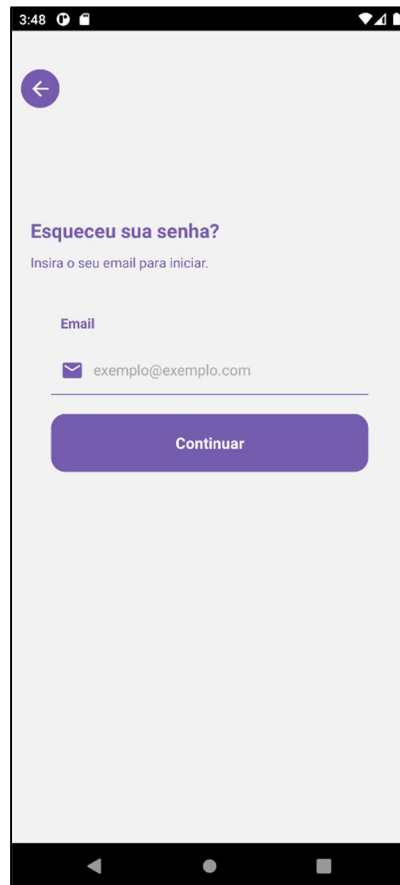 3:48
Esqueceu sua senha?
Insira o seu email para iniciar.
Email
exemplo@exemplo.com
Continuar